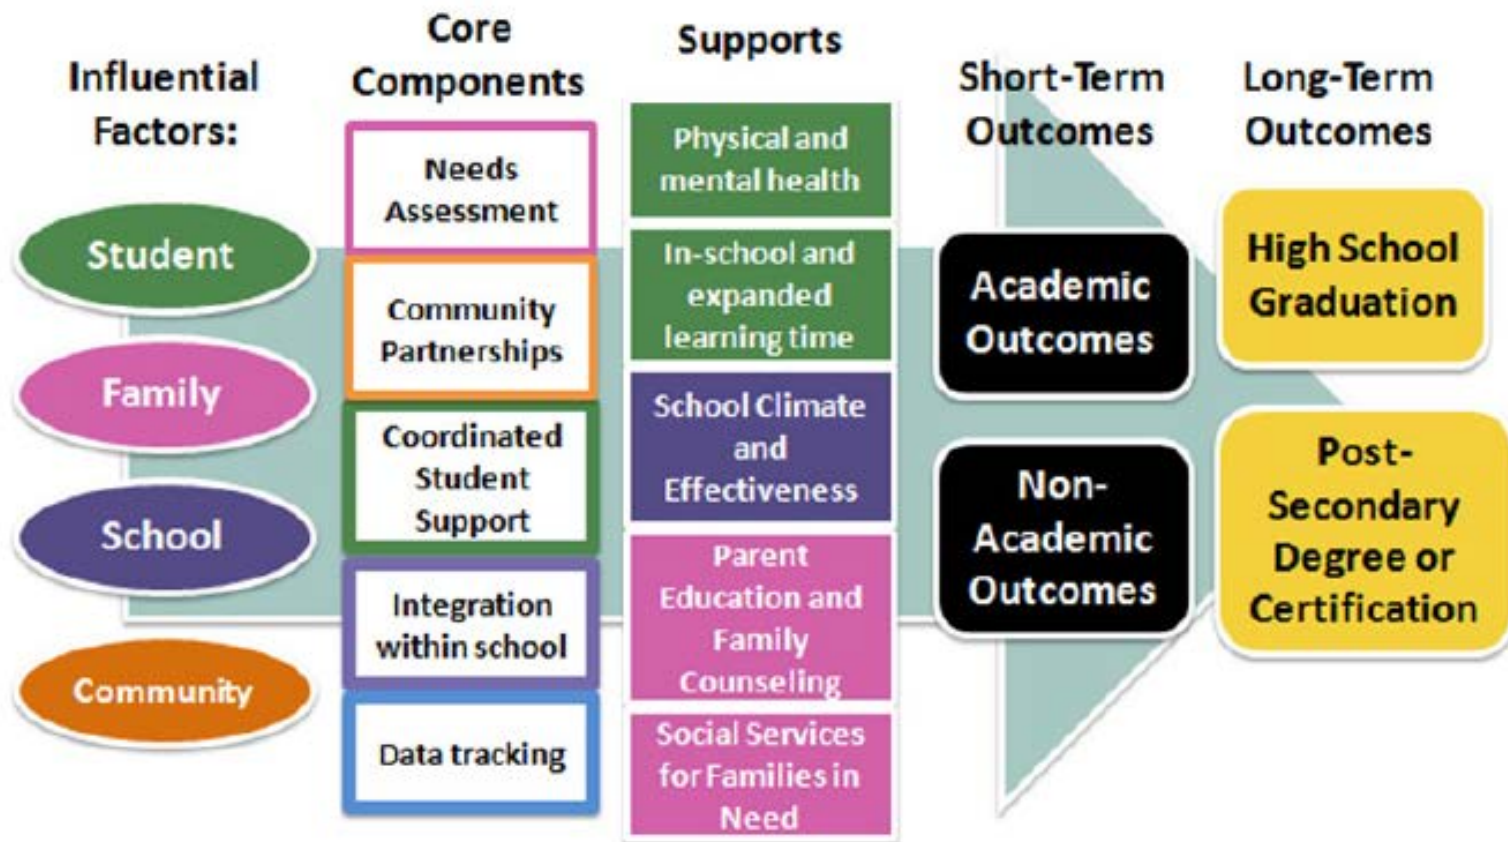 Influential
Factors:
Student
Family
School
Community
Core
Components
Needs
Assessment
Community
Partnerships
Coordinated
Student
Support
Integration
within school
Data tracking
Supports
Physical and
mental health
In-school and
expanded
learning time
School Climate
and
Effectiveness
Parent
Education and
Family
Counseling
Social Services
for Families in
Need
Short-Term
Outcomes
Academic
Outcomes
Non-
Academic
Outcomes
Long-Term
Outcomes
High School
Graduation
Post-
Secondary
Degree or
Certification